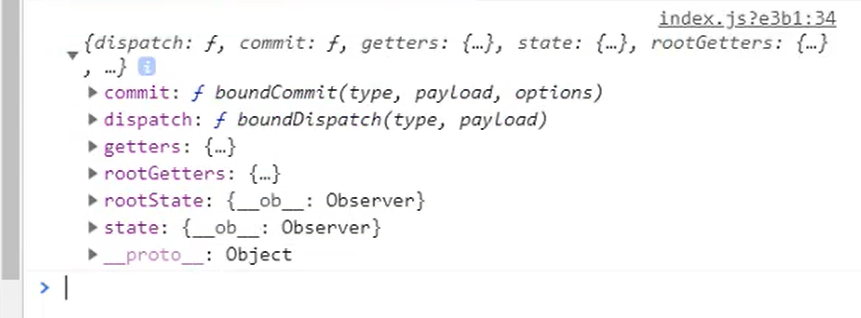 index.js?e3b1:34
▼ {dispatch: ƒ, commit: ƒ, getters: {…}, state: {…}, rootGetters: {…}
, …} i
▶ commit: ƒ boundCommit(type, payload, options)
▶ dispatch: ƒ boundDispatch(type, payload)
▶ getters: {…}
▶ rootGetters: {…}
▶ rootState: {__ob__: Observer}
▶ state: {__ob__: Observer}
▶ __proto__: Object
>